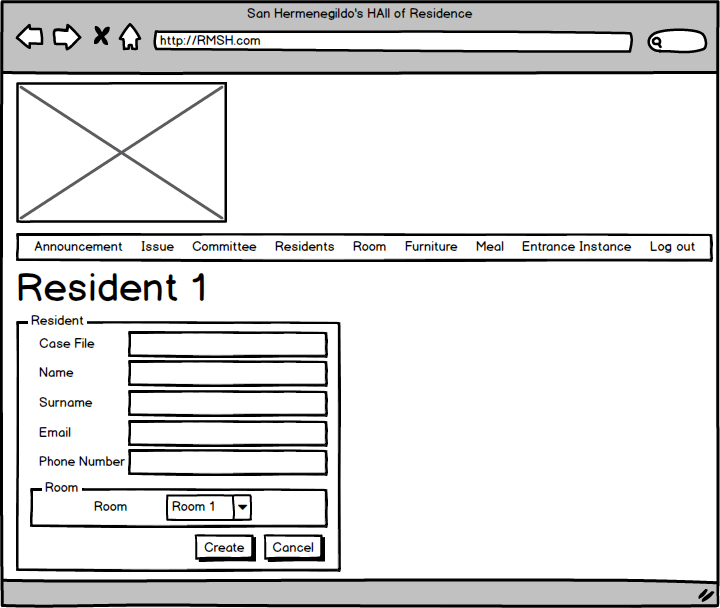 San Hermenegildo's HAll of Residence
http://RMSH.com
Announcement Issue Committee Residents Room Furniture Meal Entrance Instance Log out
Resident 1
Resident
Case File
Name
Surname
Email
Phone Number
Room
Room Room 1
Create Cancel